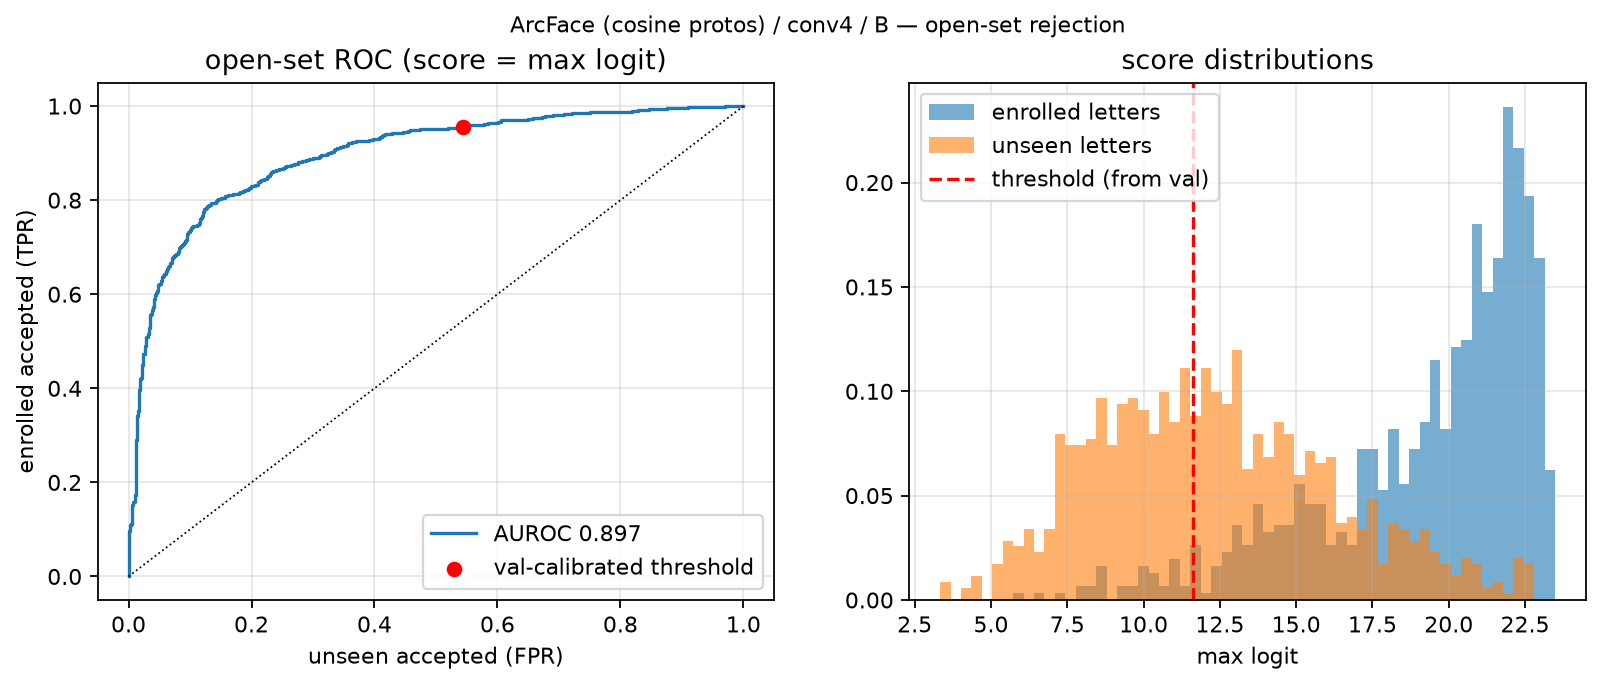 ArcFace (cosine protos) / conv4 / B — open-set rejection
open-set ROC (score = max logit)
enrolled accepted (TPR)
1.0
0.8
0.6
0.4
0.2
0.0
AUROC 0.897
val-calibrated threshold
0.0 0.2 0.4 0.6 0.8 1.0
unseen accepted (FPR)
score distributions
enrolled letters
unseen letters
threshold (from val)
0.20
0.15
0.10
0.05
0.00
2.5 5.0 7.5 10.0 12.5 15.0 17.5 20.0 22.5
max logit